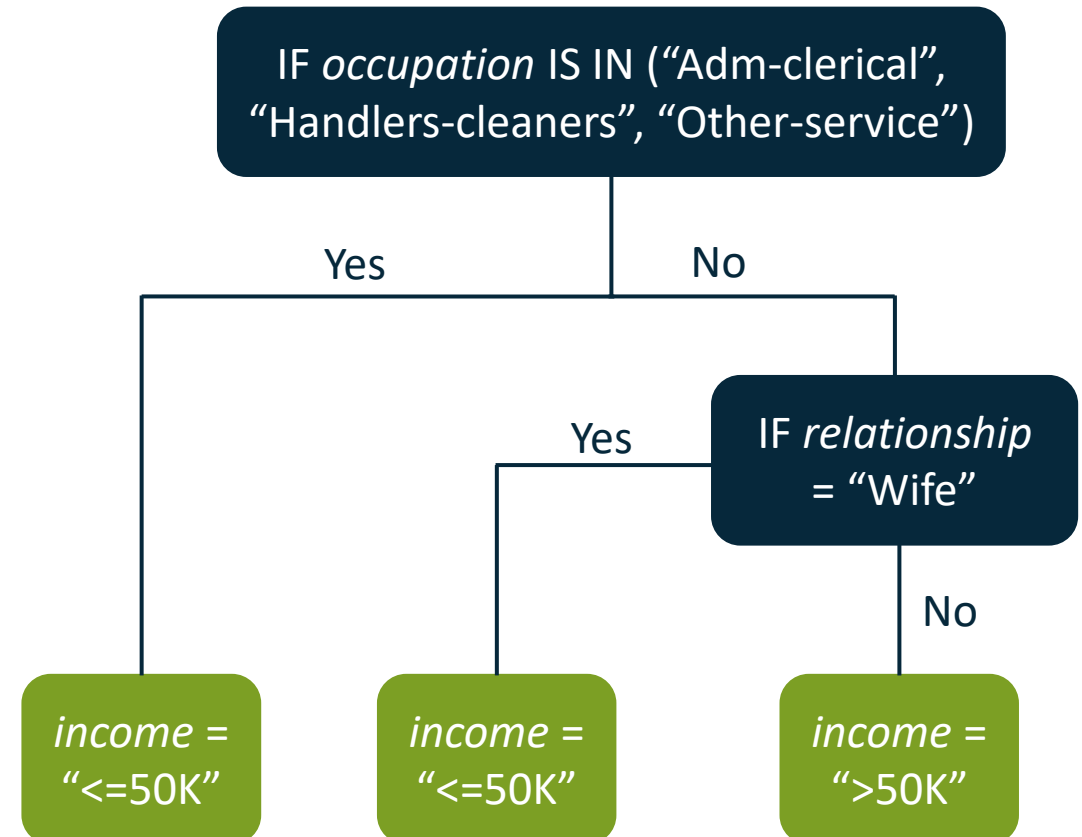 IF occupation IS IN (“Adm-clerical”,
“Handlers-cleaners”, “Other-service”)
Yes
No
Yes
IF relationship
= “Wife”
No
income =
“<=50K”
income =
“<=50K”
income =
“>50K”